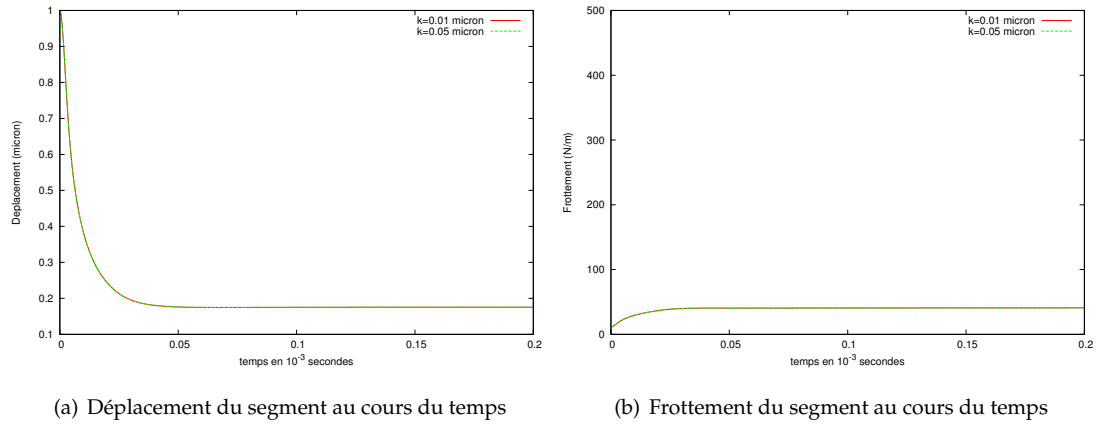 1
0.9
0.8
0.7
0.6
0.5
0.4
0.3
0.2
0.1
0
0.05
0.1
0.15
0.2
Deplacement (micron)
temps en 10-3 secondes
k=0.01 micron
k=0.05 micron
500
400
300
200
100
0
0
0.05
0.1
0.15
0.2
Frottement (N/m)
temps en 10-3 secondes
k=0.01 micron
k=0.05 micron
(a) Déplacement du segment au cours du temps
(b) Frottement du segment au cours du temps